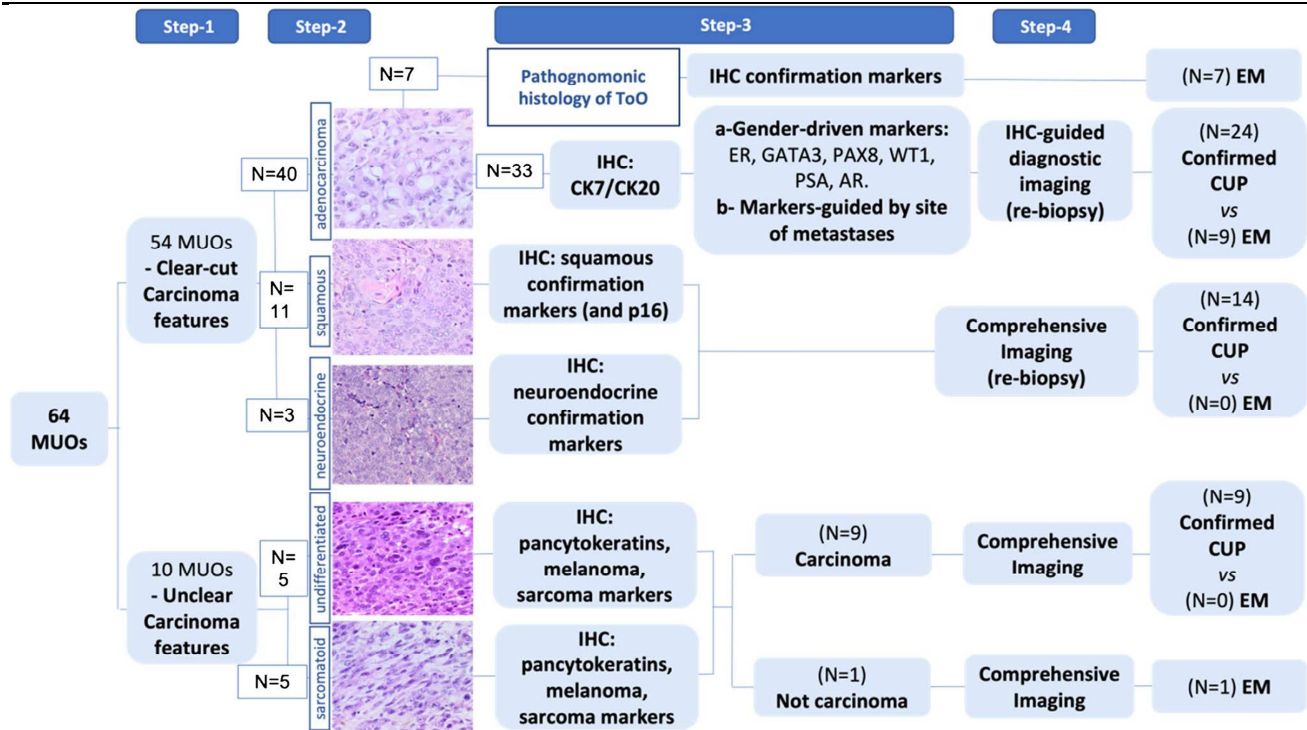 Step-1
Step-2
Step-3
Step-4
64
MUOs
54 MUOs
- Clear-cut
Carcinoma
features
10 MUOs
- Unclear
Carcinoma
features
N=40
N=
11
N=3
N=
5
N=5
adenocarcinoma
squamous
neuroendocrine
undifferentiated
sarcomatoid
N=7
Pathognomonic
histology of ToO
IHC confirmation markers
(N=7) EM
N=33
IHC:
CK7/CK20
a-Gender-driven markers:
ER, GATA3, PAX8, WT1,
PSA, AR.
b- Markers-guided by site
of metastases
IHC-guided
diagnostic
imaging
(re-biopsy)
(N=24)
Confirmed
CUP
vs
(N=9) EM
IHC: squamous
confirmation
markers (and p16)
IHC:
neuroendocrine
confirmation
markers
Comprehensive
Imaging
(re-biopsy)
(N=14)
Confirmed
CUP
vs
(N=0) EM
IHC:
pancytokeratins,
melanoma,
sarcoma markers
IHC:
pancytokeratins,
melanoma,
sarcoma markers
(N=9)
Carcinoma
Comprehensive
Imaging
(N=9)
Confirmed
CUP
vs
(N=0) EM
(N=1)
Not carcinoma
Comprehensive
Imaging
(N=1) EM